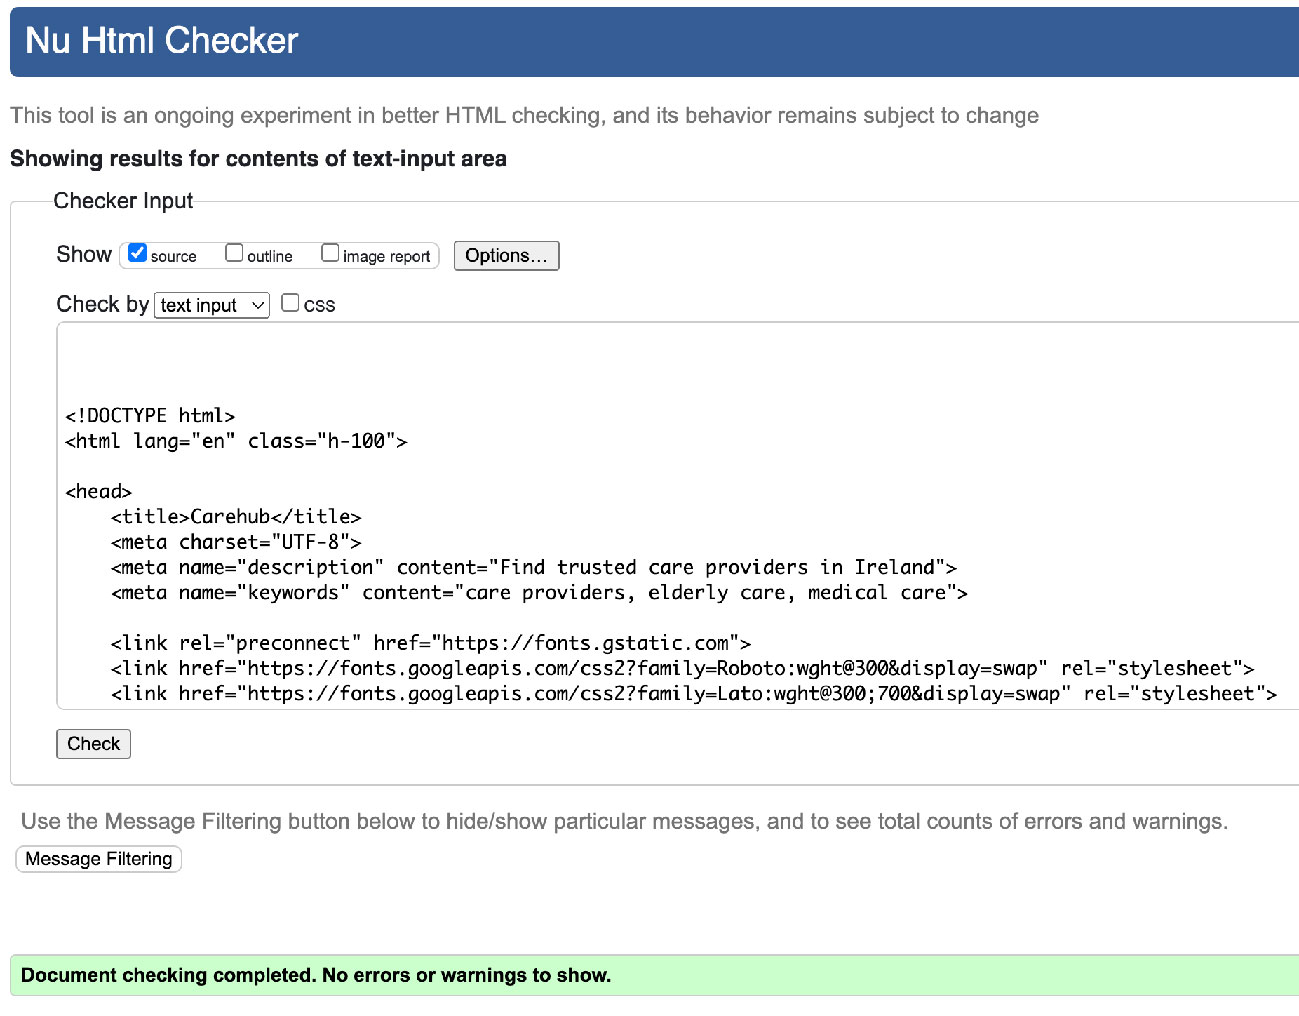 Nu Html Checker
This tool is an ongoing experiment in better HTML checking, and its behavior remains subject to change
Showing results for contents of text-input area
Checker Input
Show source outline image report Options...
Check by text input css
<!DOCTYPE html>
<html lang="en" class="h-100">
<head>
    <title>Carehub</title>
    <meta charset="UTF-8">
    <meta name="description" content="Find trusted care providers in Ireland">
    <meta name="keywords" content="care providers, elderly care, medical care">
    <link rel="preconnect" href="https://fonts.gstatic.com">
    <link href="https://fonts.googleapis.com/css2?family=Roboto:wght@300&display=swap" rel="stylesheet">
    <link href="https://fonts.googleapis.com/css2?family=Lato:wght@300;700&display=swap" rel="stylesheet">
Check
Use the Message Filtering button below to hide/show particular messages, and to see total counts of errors and warnings.
Message Filtering
Document checking completed. No errors or warnings to show.